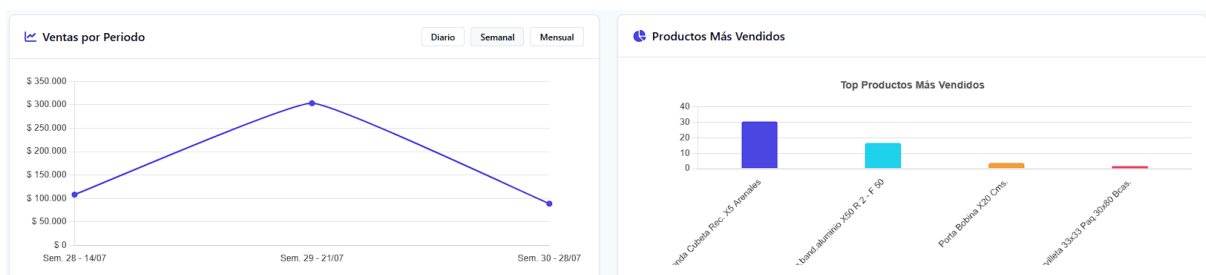 Ventas por Periodo
Diario
Semanal
Mensual
$ 350.000
$ 300.000
$ 250.000
$ 200.000
$ 150.000
$ 100.000
$ 50.000
$ 0
Sem. 28 - 14/07
Sem. 29 - 21/07
Sem. 30 - 28/07
Productos Más Vendidos
Top Productos Más Vendidos
40
30
20
10
0
Cubeta Rec. X5 Arenales
band.aluminio X50 R 2 - F 50
Porta Bobina X20 Cms.
33x33 Paq.30x80 Bcas.